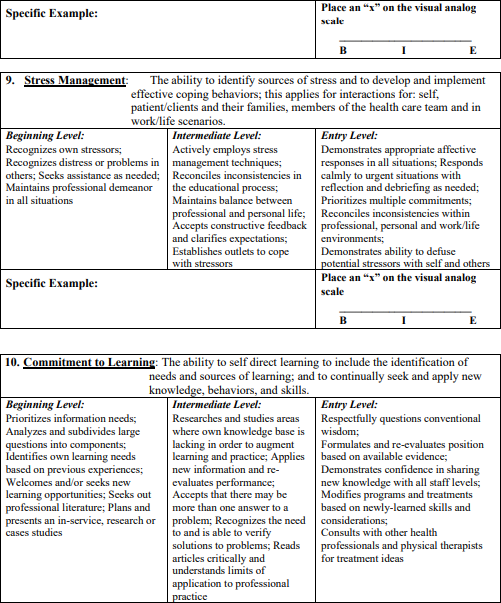 Specific Example:
Place an “x” on the visual analog
scale
B I E
9. Stress Management: The ability to identify sources of stress and to develop and implement
effective coping behaviors; this applies for interactions for: self,
patient/clients and their families, members of the health care team and in
work/life scenarios.
Beginning Level:
Recognizes own stressors;
Recognizes distress or problems in
others; Seeks assistance as needed;
Maintains professional demeanor
in all situations
Intermediate Level:
Actively employs stress
management techniques;
Reconciles inconsistencies in
the educational process;
Maintains balance between
professional and personal life;
Accepts constructive feedback
and clarifies expectations;
Establishes outlets to cope
with stressors
Entry Level:
Demonstrates appropriate affective
responses in all situations; Responds
calmly to urgent situations with
reflection and debriefing as needed;
Prioritizes multiple commitments;
Reconciles inconsistencies within
professional, personal and work/life
environments;
Demonstrates ability to defuse
potential stressors with self and others
Specific Example:
Place an “x” on the visual analog
scale
B I E
10. Commitment to Learning: The ability to self direct learning to include the identification of
needs and sources of learning; and to continually seek and apply new
knowledge, behaviors, and skills.
Beginning Level:
Prioritizes information needs;
Analyzes and subdivides large
questions into components;
Identifies own learning needs
based on previous experiences;
Welcomes and/or seeks new
learning opportunities; Seeks out
professional literature; Plans and
presents an in-service, research or
cases studies
Intermediate Level:
Researches and studies areas
where own knowledge base is
lacking in order to augment
learning and practice; Applies
new information and re-
evaluates performance;
Accepts that there may be
more than one answer to a
problem; Recognizes the need
to and is able to verify
solutions to problems; Reads
articles critically and
understands limits of
application to professional
practice
Entry Level:
Respectfully questions conventional
wisdom;
Formulates and re-evaluates position
based on available evidence;
Demonstrates confidence in sharing
new knowledge with all staff levels;
Modifies programs and treatments
based on newly-learned skills and
considerations;
Consults with other health
professionals and physical therapists
for treatment ideas